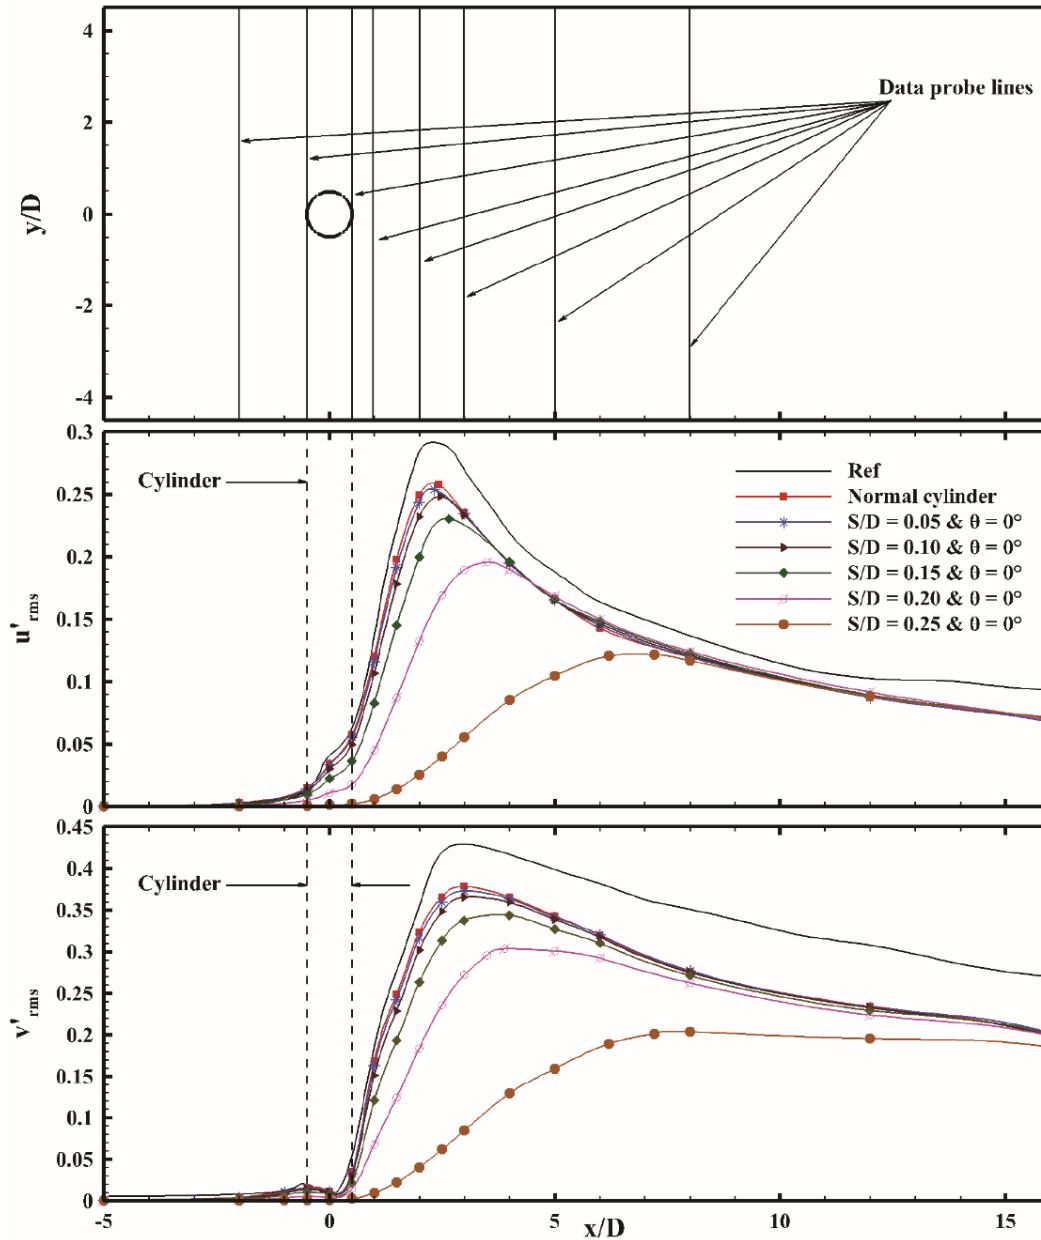 4
2
0
-2
-4
y/D
Data probe lines
0.3
0.25
0.2
0.15
0.1
0.05
0
u'rms
Cylinder
Ref
Normal cylinder
S/D = 0.05 & θ = 0°
S/D = 0.10 & θ = 0°
S/D = 0.15 & θ = 0°
S/D = 0.20 & θ = 0°
S/D = 0.25 & θ = 0°
0.45
0.4
0.35
0.3
0.25
0.2
0.15
0.1
0.05
0
v'rms
Cylinder
-5 0 5 10 15
x/D